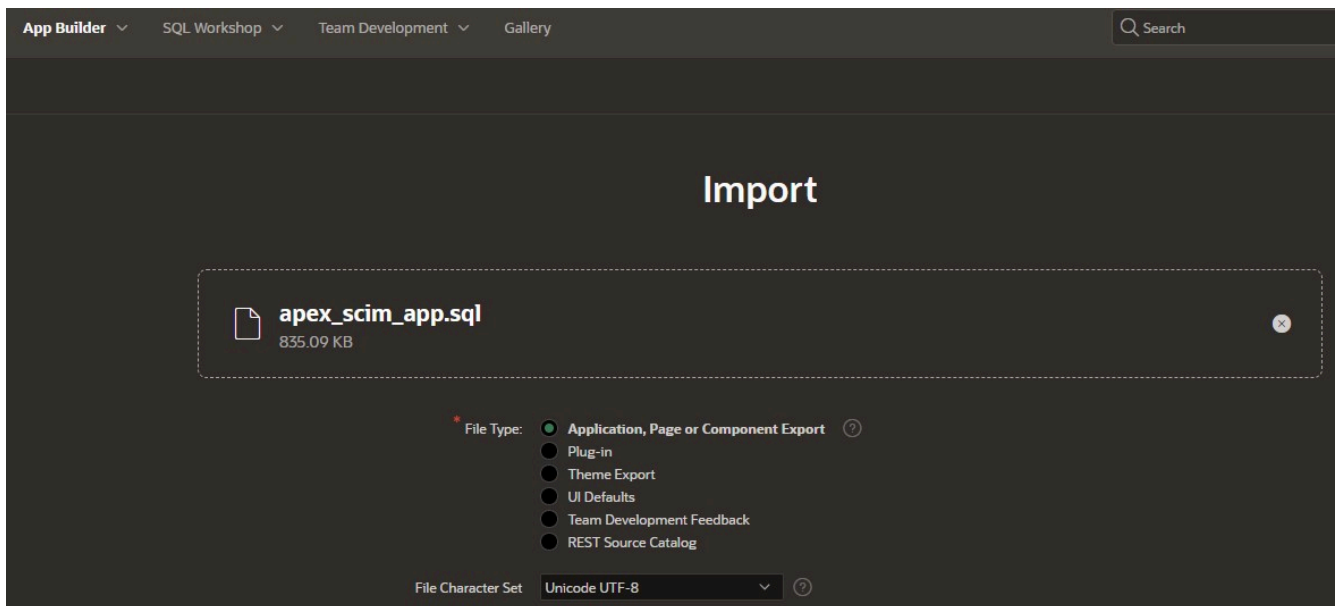 App Builder SQL Workshop Team Development Gallery Search
Import
apex_scim_app.sql
835.09 KB
* File Type: Application, Page or Component Export ?
Plug-in
Theme Export
UI Defaults
Team Development Feedback
REST Source Catalog
File Character Set Unicode UTF-8 ?